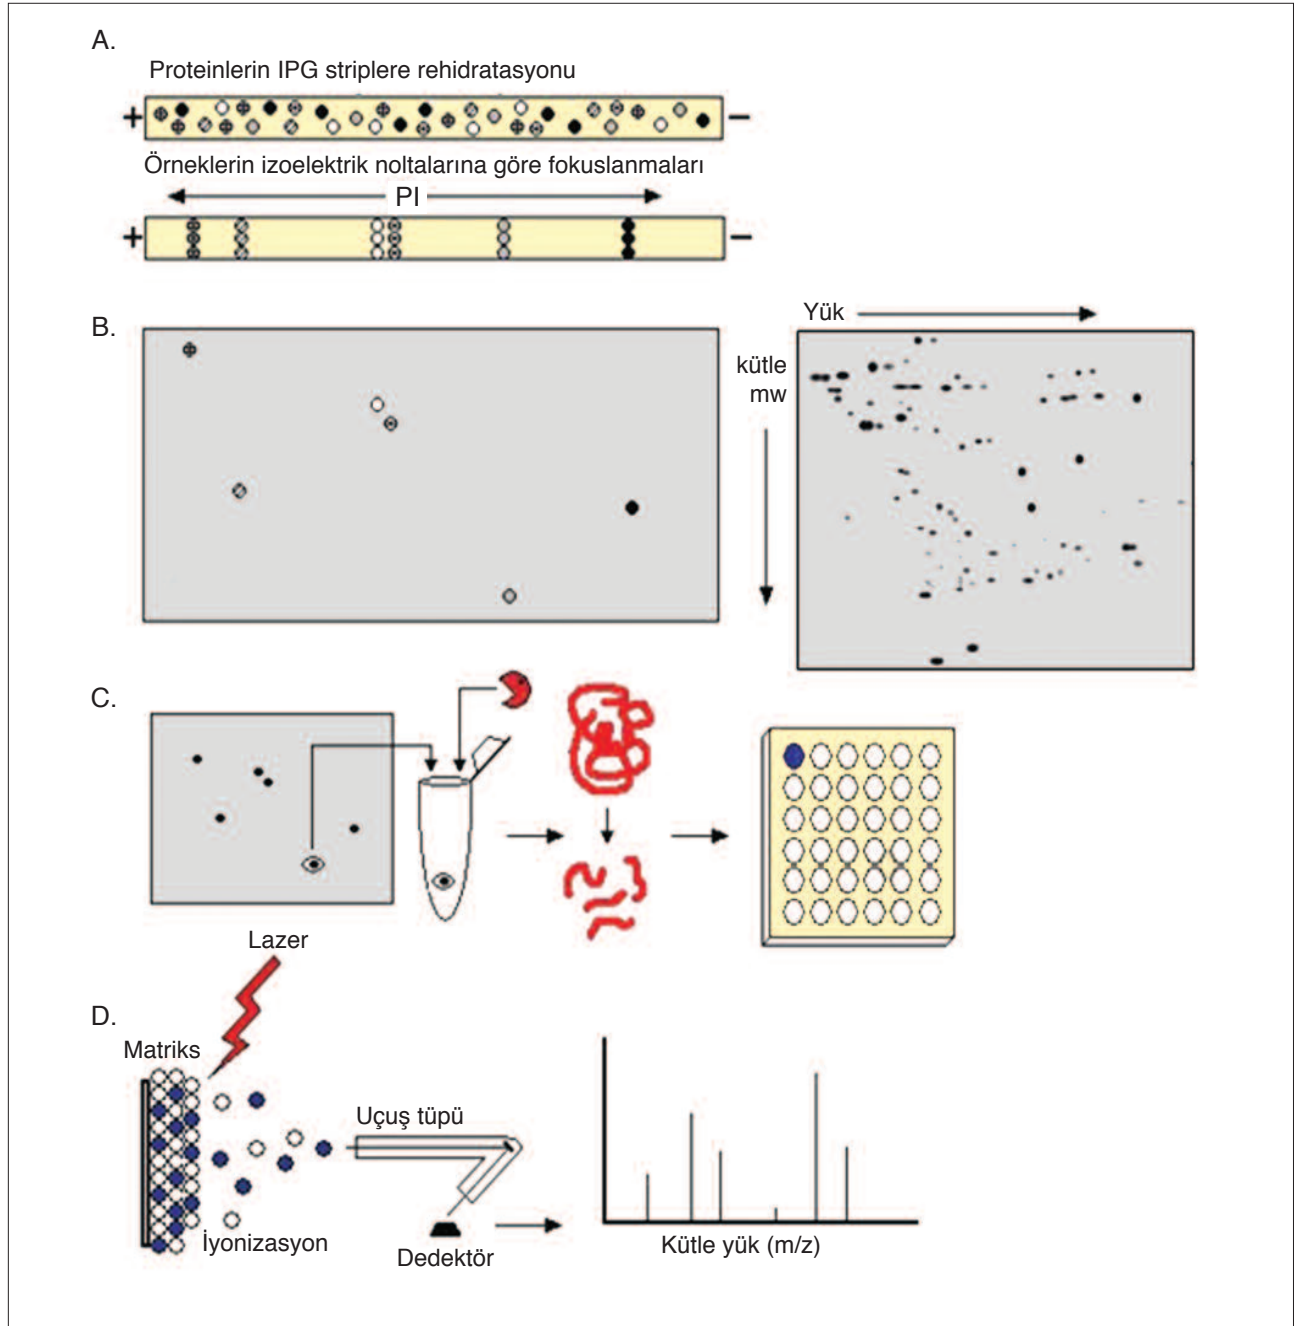 A.
Proteinlerin IPG striplere rehidratasyonu
+ −
Örneklerin izoelektrik noltalarına göre fokuslanmaları
PI
+ −
B.
Yük
kütle
mw
C.
Lazer
D.
Matriks
Uçuş tüpü
İyonizasyon
Dedektör
Kütle yük (m/z)